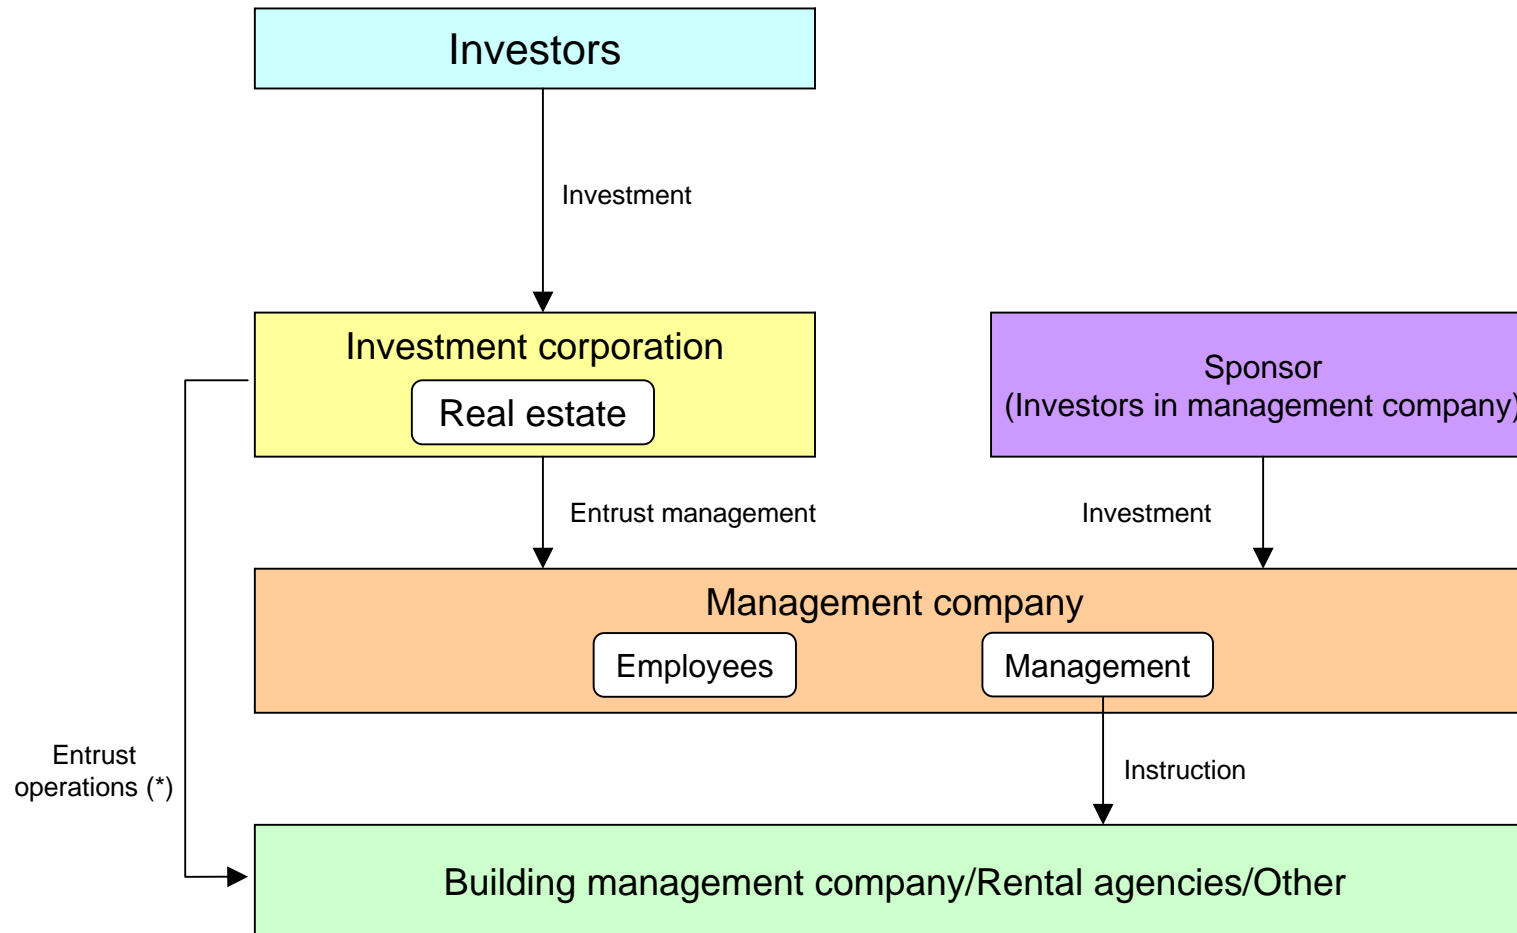 Investors
Investment
Investment corporation
Real estate
Sponsor
(Investors in management company)
Entrust management
Investment
Management company
Employees
Management
Entrust
operations (*)
Instruction
Building management company/Rental agencies/Other